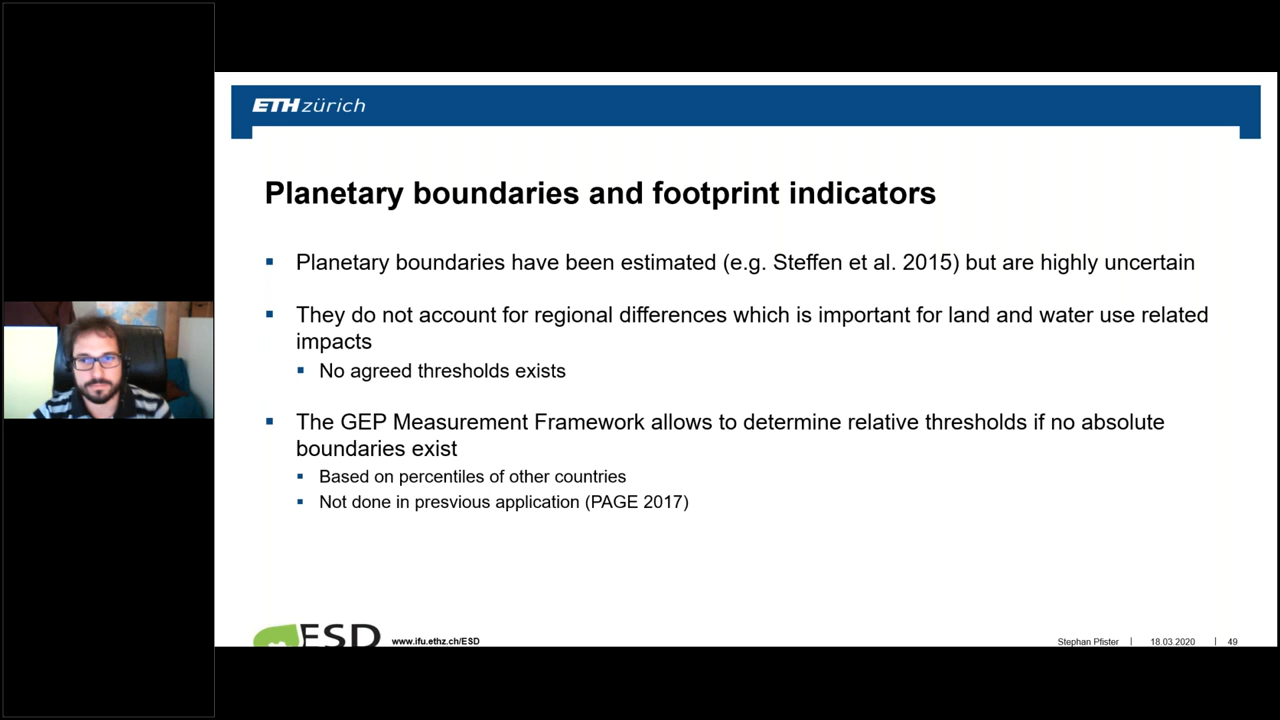 ETH zürich
Planetary boundaries and footprint indicators
Planetary boundaries have been estimated (e.g. Steffen et al. 2015) but are highly uncertain
They do not account for regional differences which is important for land and water use related
impacts
No agreed thresholds exists
The GEP Measurement Framework allows to determine relative thresholds if no absolute
boundaries exist
Based on percentiles of other countries
Not done in presvious application (PAGE 2017)
ESD www.ifu.ethz.ch/ESD Stephan Pfister | 18.03.2020 | 49